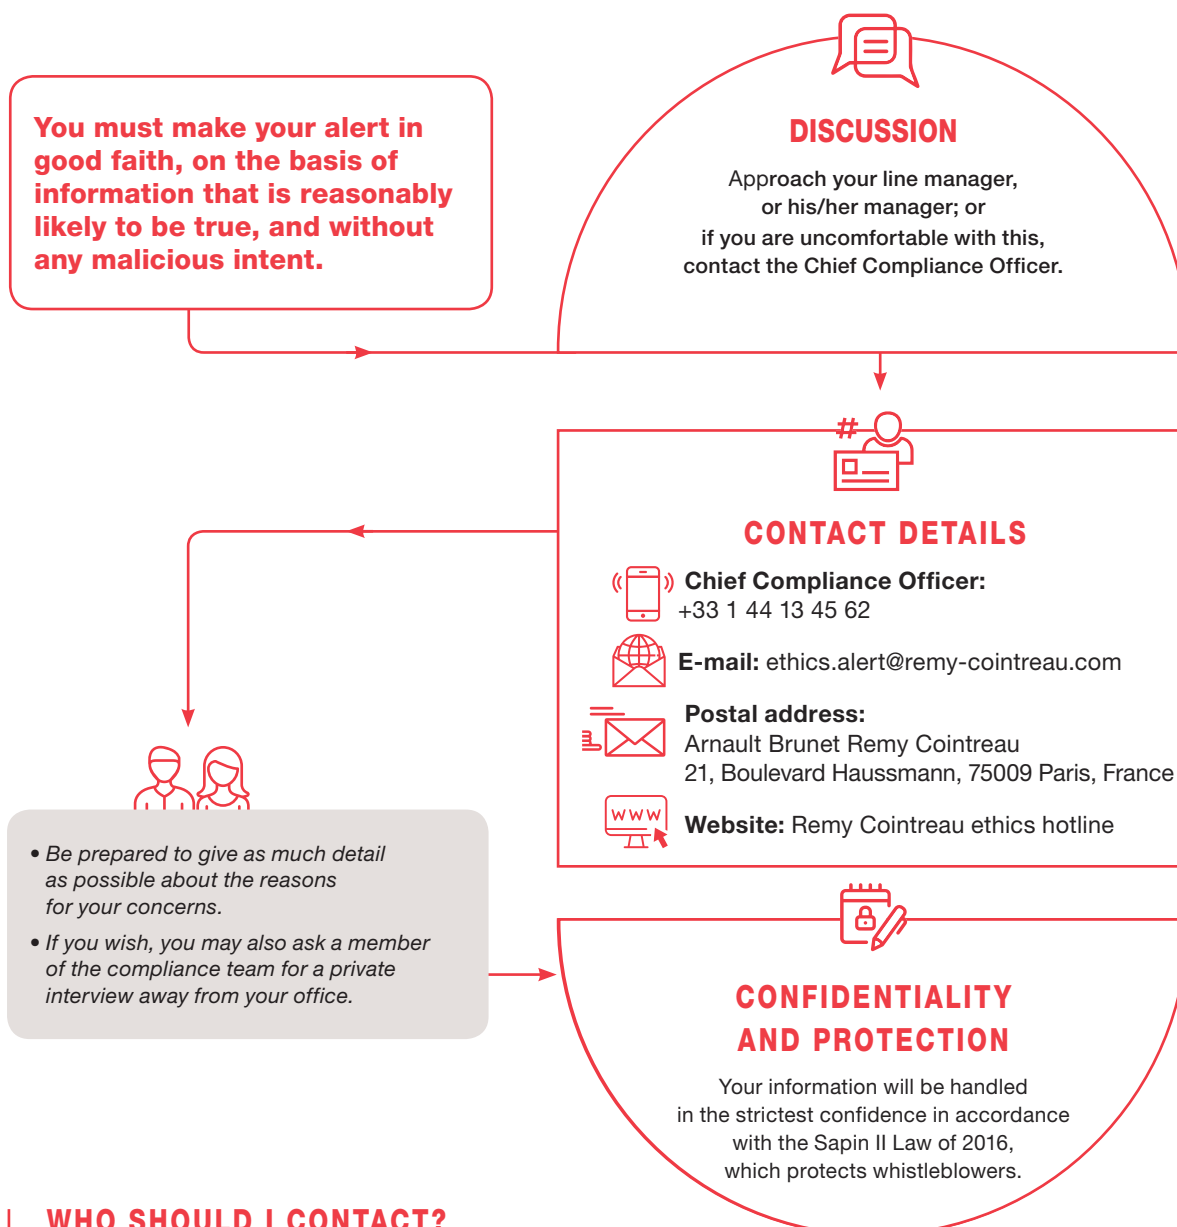 You must make your alert in
good faith, on the basis of
information that is reasonably
likely to be true, and without
any malicious intent.
DISCUSSION
Approach your line manager,
or his/her manager; or
if you are uncomfortable with this,
contact the Chief Compliance Officer.
#
CONTACT DETAILS
Chief Compliance Officer:
+33 1 44 13 45 62
E-mail: ethics.alert@remy-cointreau.com
Postal address:
Arnault Brunet Remy Cointreau
21, Boulevard Haussmann, 75009 Paris, France
WWW
Website: Remy Cointreau ethics hotline
• Be prepared to give as much detail
as possible about the reasons
for your concerns.
• If you wish, you may also ask a member
of the compliance team for a private
interview away from your office.
CONFIDENTIALITY
AND PROTECTION
Your information will be handled
in the strictest confidence in accordance
with the Sapin II Law of 2016,
which protects whistleblowers.
WHO SHOULD I CONTACT?